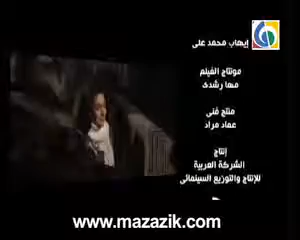 إيهاب محمد على
مونتاج الفيلم
مها رشدى
منتج فنى
عماد مراد
إنتاج
الشركة العربية
للإنتاج والتوزيع السينمائى
www.mazazik.com